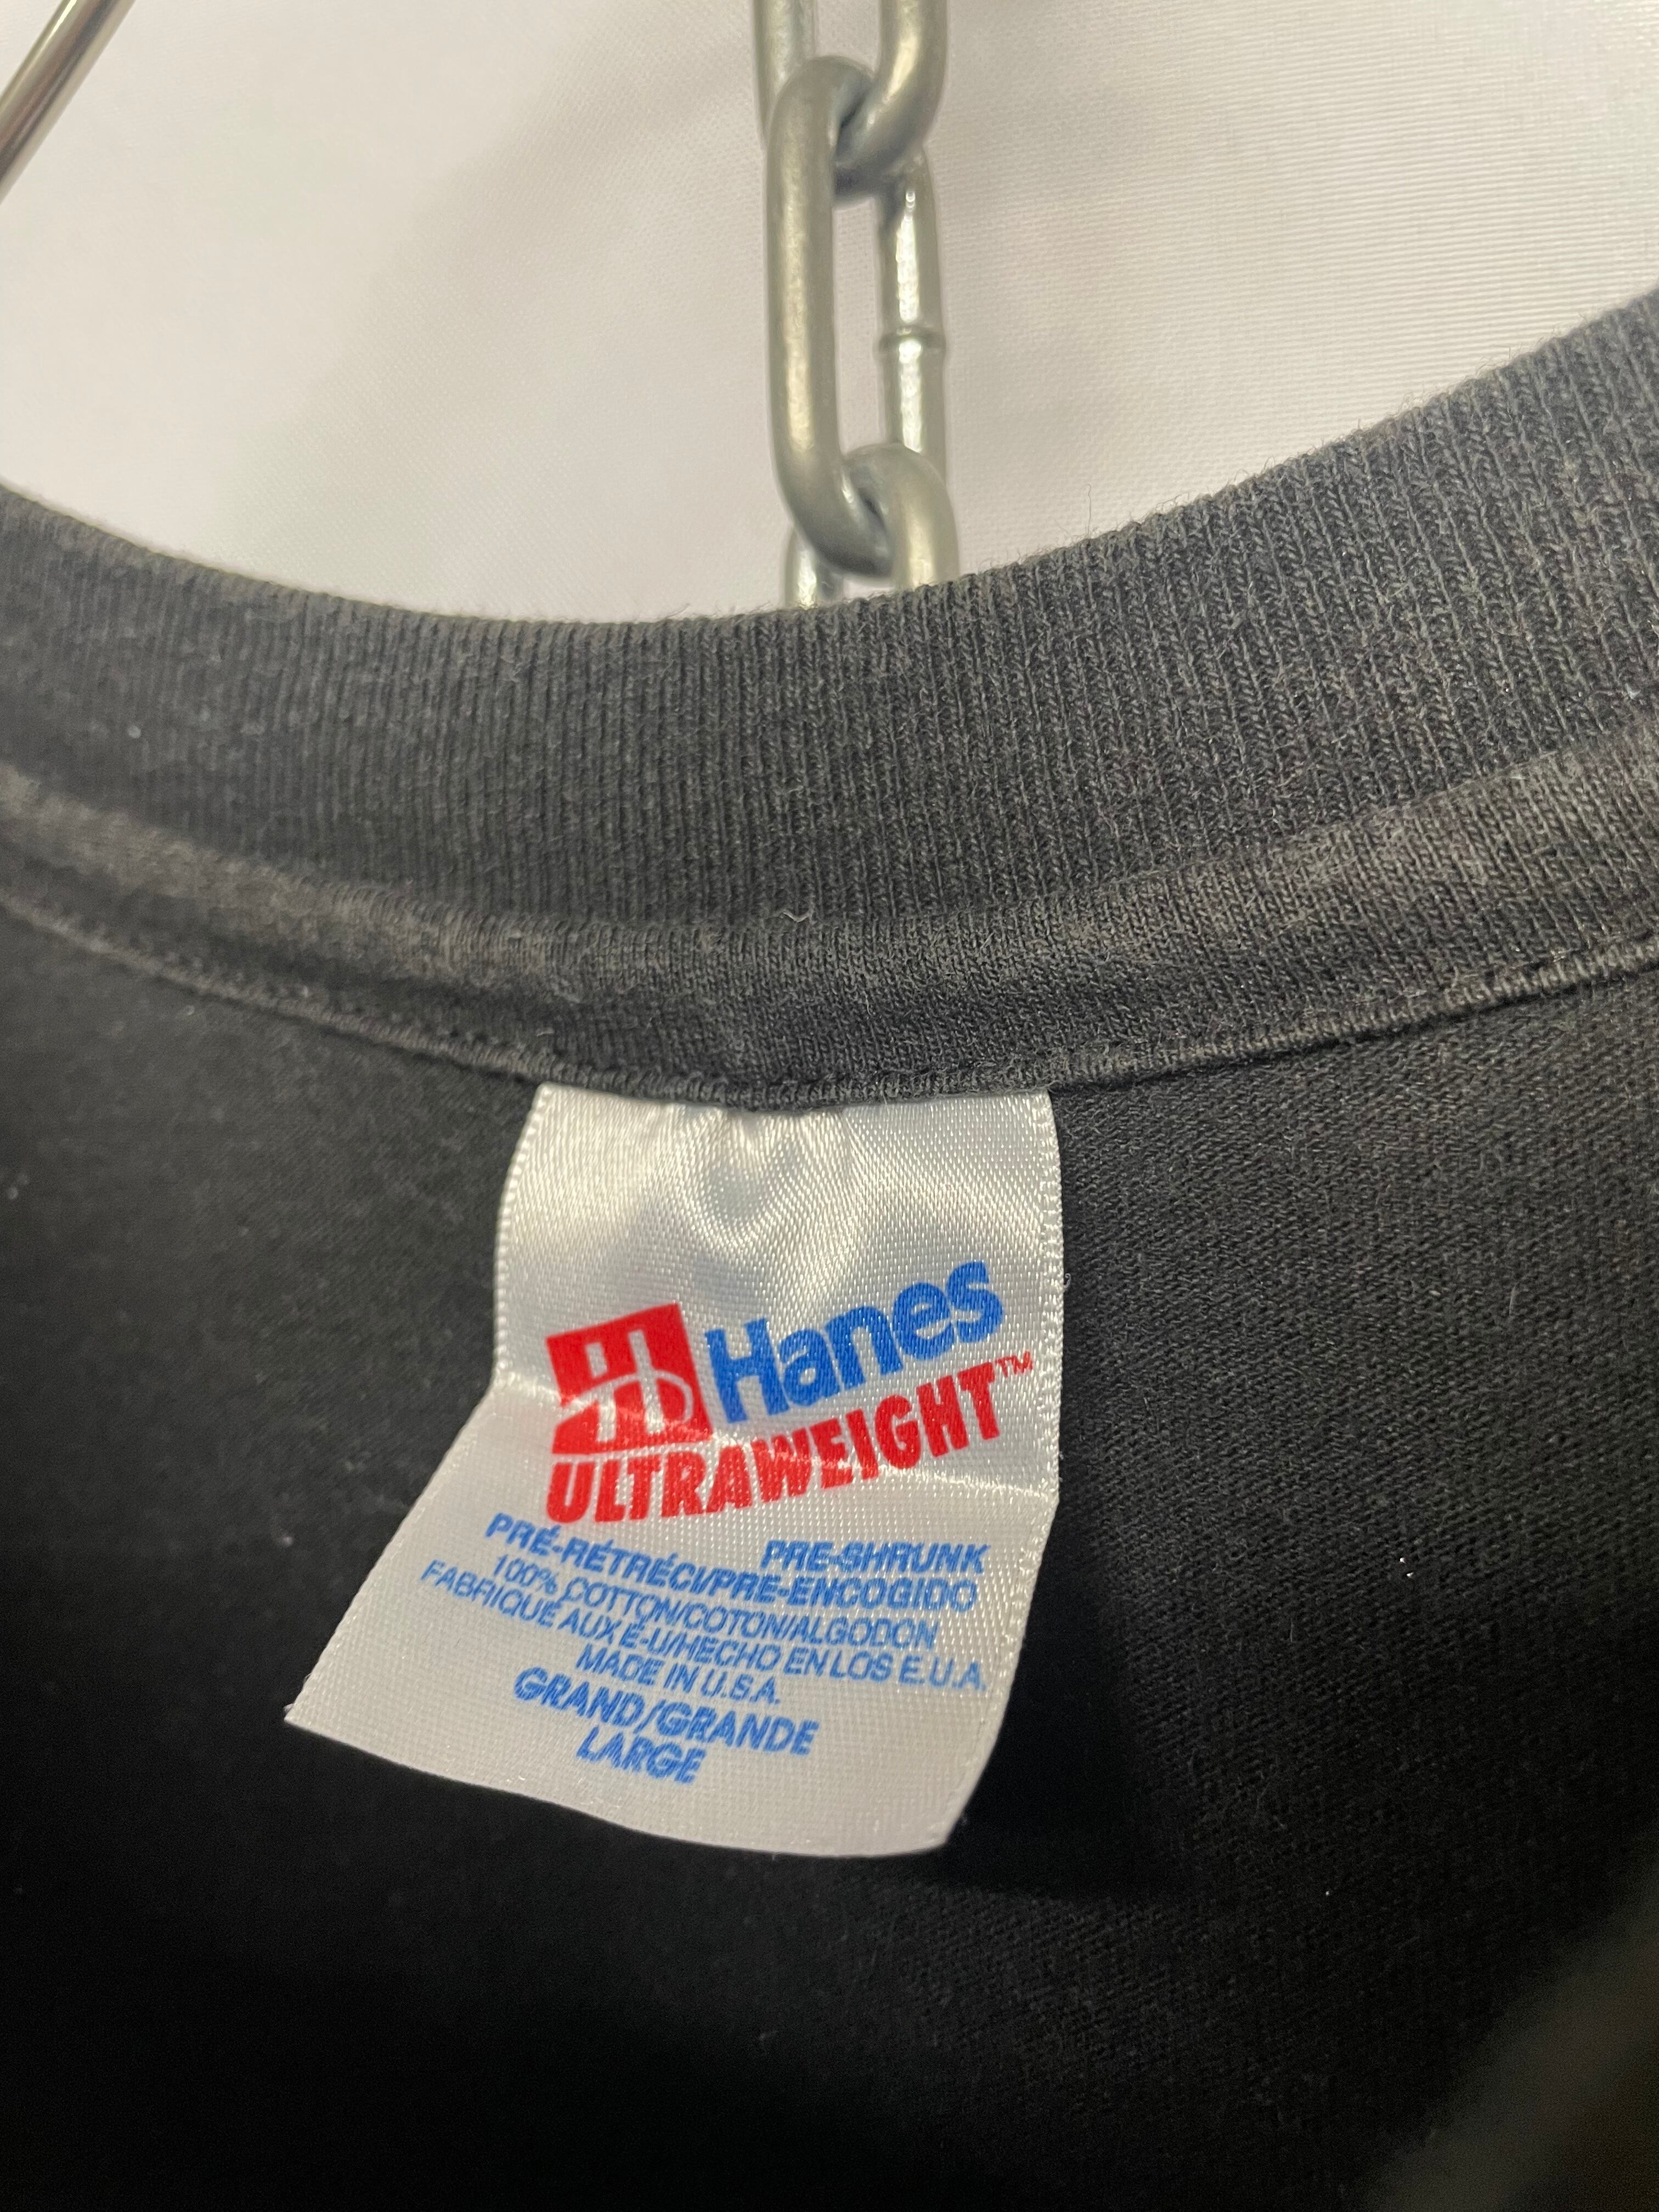 Hanes
ULTRAWEIGHT™
PRE-SHRUNK
PRÉ-RÉTRÉCI/PRE-ENCOGIDO
100% COTTON/COTON/ALGODON
FABRIQUÉ AUX É-U/HECHO EN LOS E.U.A.
MADE IN U.S.A.
GRAND/GRANDE
LARGE